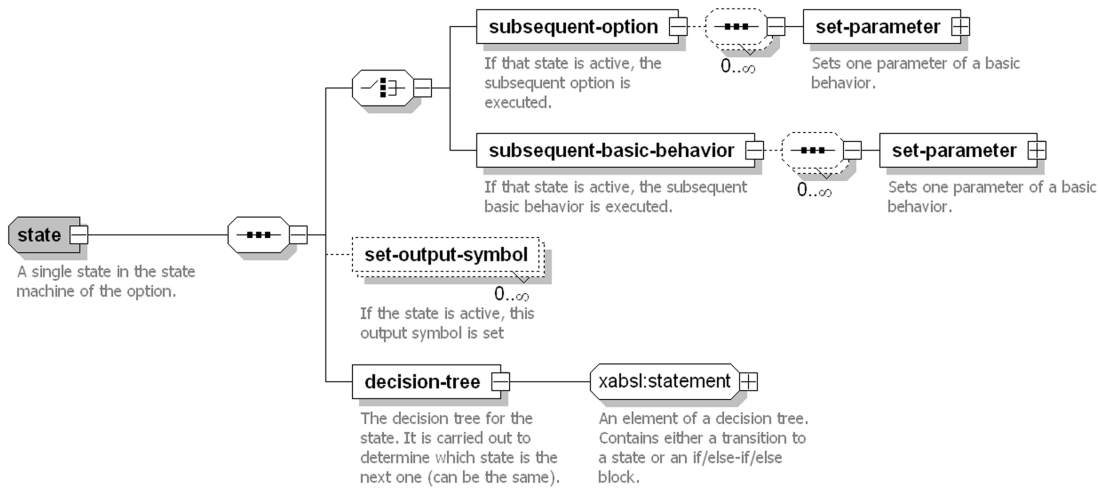 subsequent-option
set-parameter
0..∞
If that state is active, the
subsequent option is
executed.
Sets one parameter of a basic
behavior.
subsequent-basic-behavior
set-parameter
0..∞
If that state is active, the subsequent
basic behavior is executed.
Sets one parameter of a basic
behavior.
state
A single state in the state
machine of the option.
set-output-symbol
0..∞
If the state is active, this
output symbol is set
decision-tree
xabsl:statement
The decision tree for the
state. It is carried out to
determine which state is the
next one (can be the same).
An element of a decision tree.
Contains either a transition to
a state or an if/else-if/else
block.